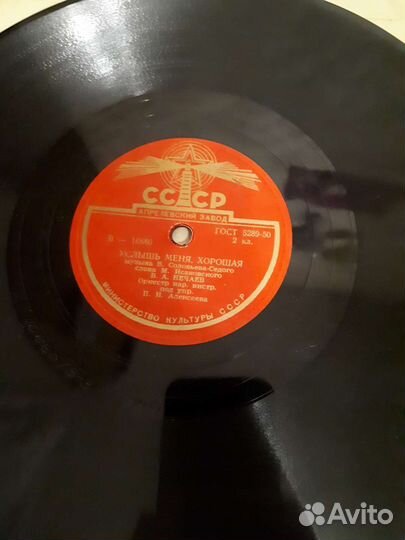 СССР
АПРЕЛЕВСКИЙ ЗАВОД
ГОСТ 5289-50
В — 2 кл.
УСЛЫШЬ МЕНЯ, ХОРОШАЯ
музыка В. Соловьева-Седого
слова М. Исаковского
В. А. НЕЧАЕВ
Оркестр нар. инстр.
под упр.
П. И. Алексеева
МИНИСТЕРСТВО КУЛЬТУРЫ СССР
Avito